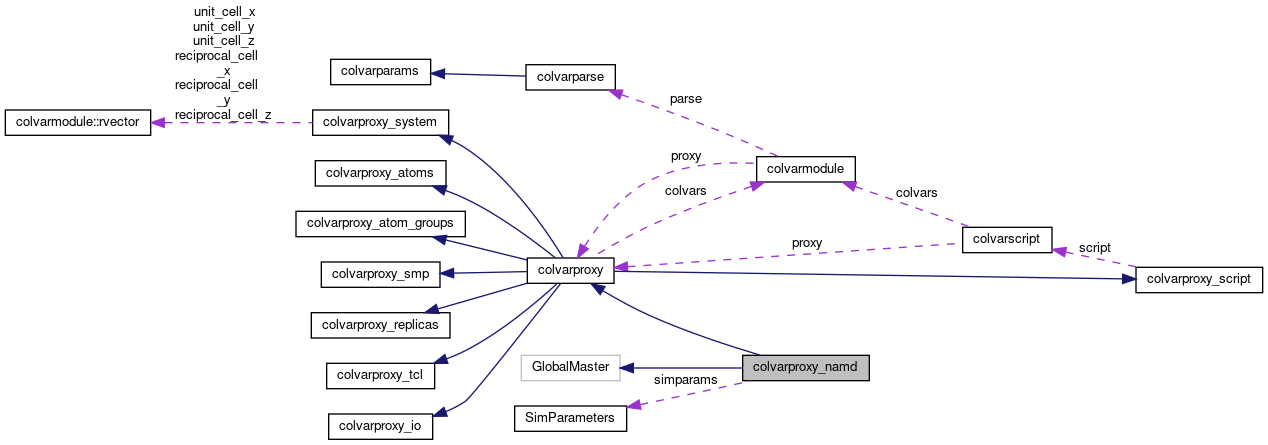 unit_cell_x
unit_cell_y
unit_cell_z
reciprocal_cell
_x
reciprocal_cell
_y
reciprocal_cell_z
colvarparams
colvarparse
parse
colvarmodule::rvector
colvarproxy_system
colvarproxy_atoms
proxy
colvarmodule
colvars
colvars
colvarproxy_atom_groups
proxy
colvarscript
script
colvarproxy_smp
colvarproxy
colvarproxy_script
colvarproxy_replicas
colvarproxy_tcl
GlobalMaster
colvarproxy_namd
simparams
colvarproxy_io
SimParameters